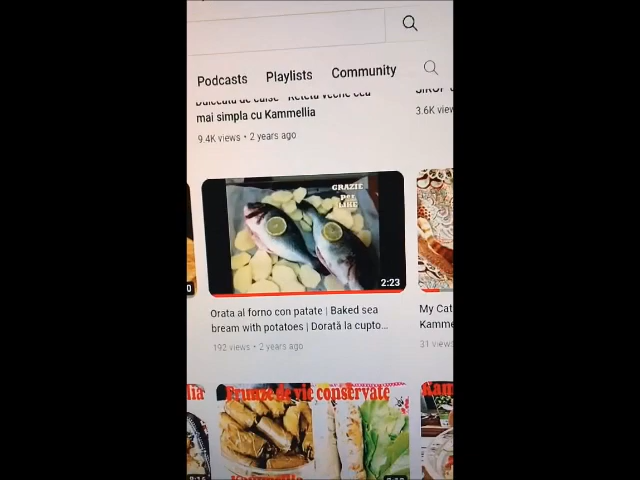 Podcasts Playlists Community
mai simpla cu Kammellia
9.4K views • 2 years ago
3.6K view
GRAZIE
per
LIKE
2:23
Orata al forno con patate | Baked sea
bream with potatoes | Dorată la cupto...
192 views • 2 years ago
My Cat
Kamme
31 views
Frunze de vie conservate